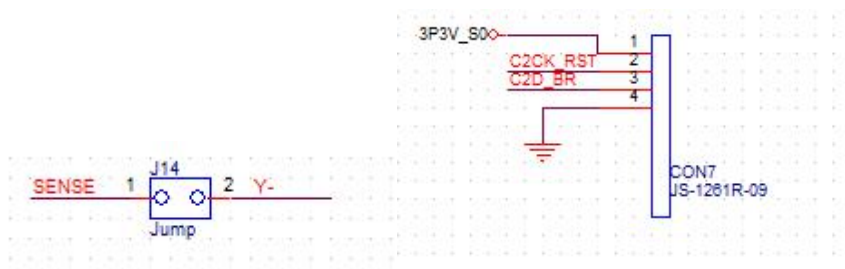 3P3V_S0
1
C2CK_RST 2
C2D_BR 3
4
CON7
JS-1261R-09
J14
SENSE 1 2 Y-
Jump